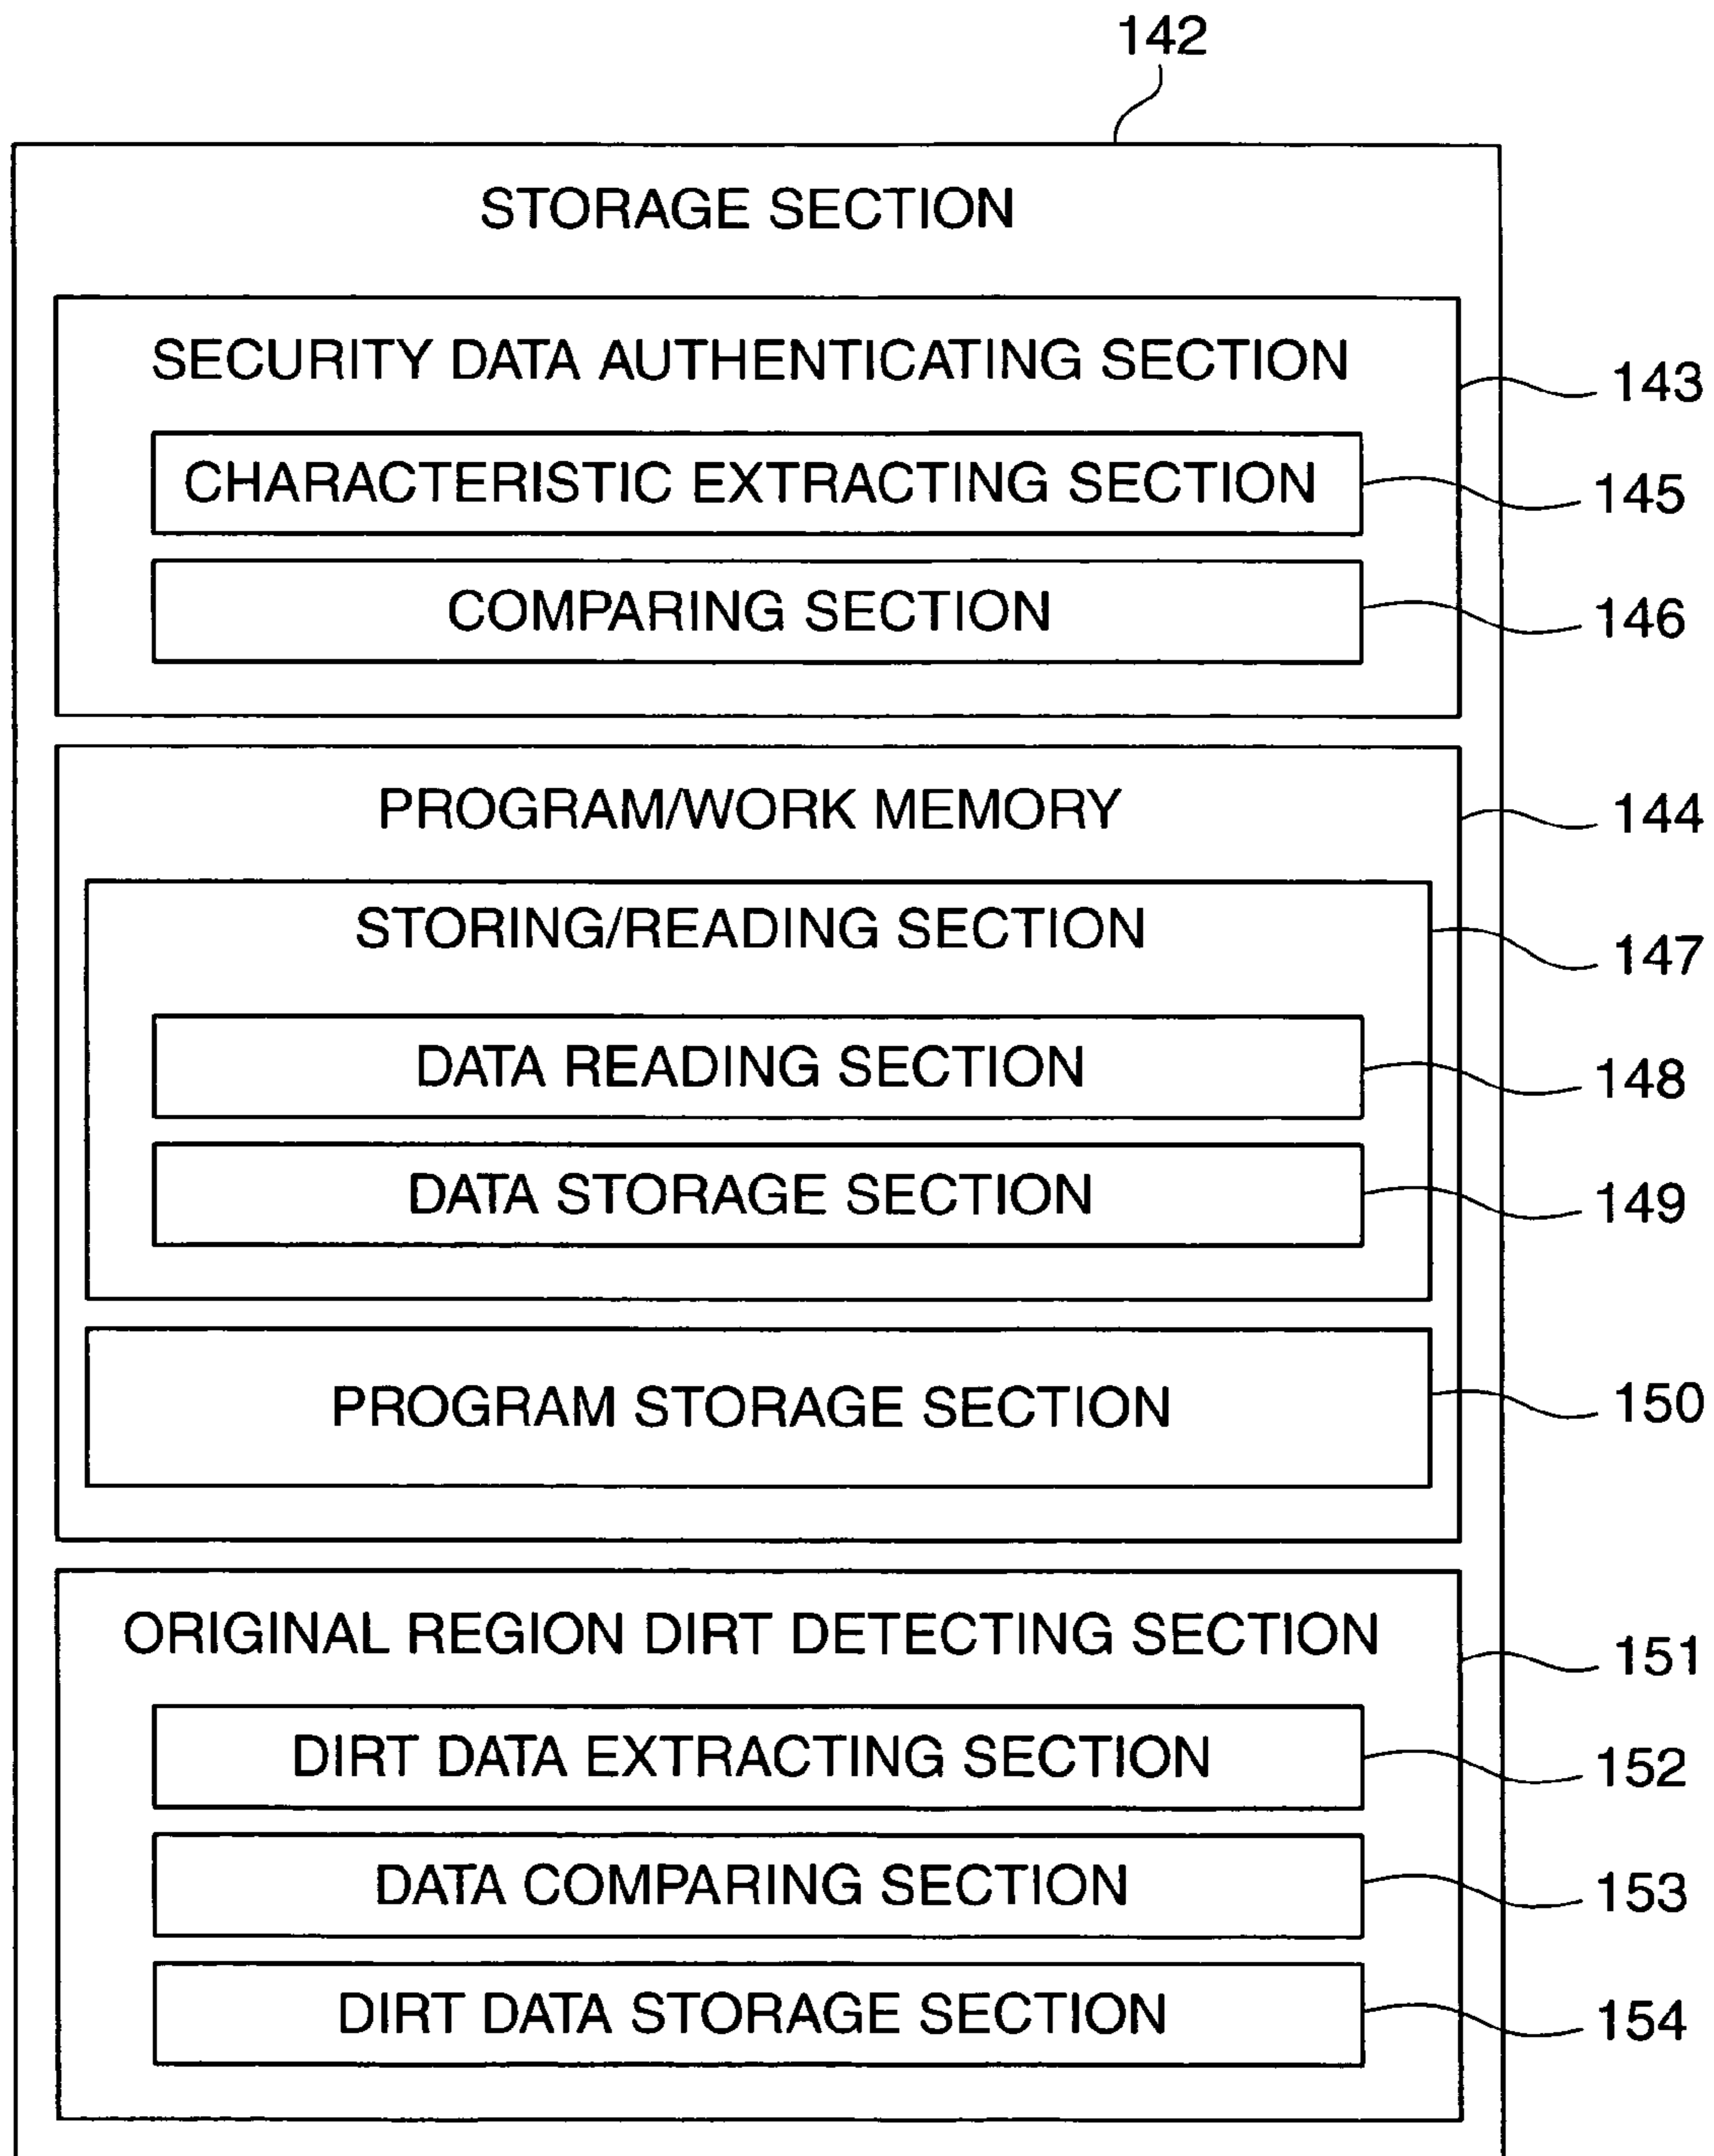 142
STORAGE SECTION
SECURITY DATA AUTHENTICATING SECTION
143
CHARACTERISTIC EXTRACTING SECTION
145
COMPARING SECTION
146
PROGRAM/WORK MEMORY
144
STORING/READING SECTION
147
DATA READING SECTION
148
DATA STORAGE SECTION
149
PROGRAM STORAGE SECTION
150
ORIGINAL REGION DIRT DETECTING SECTION
151
DIRT DATA EXTRACTING SECTION
152
DATA COMPARING SECTION
153
DIRT DATA STORAGE SECTION
154